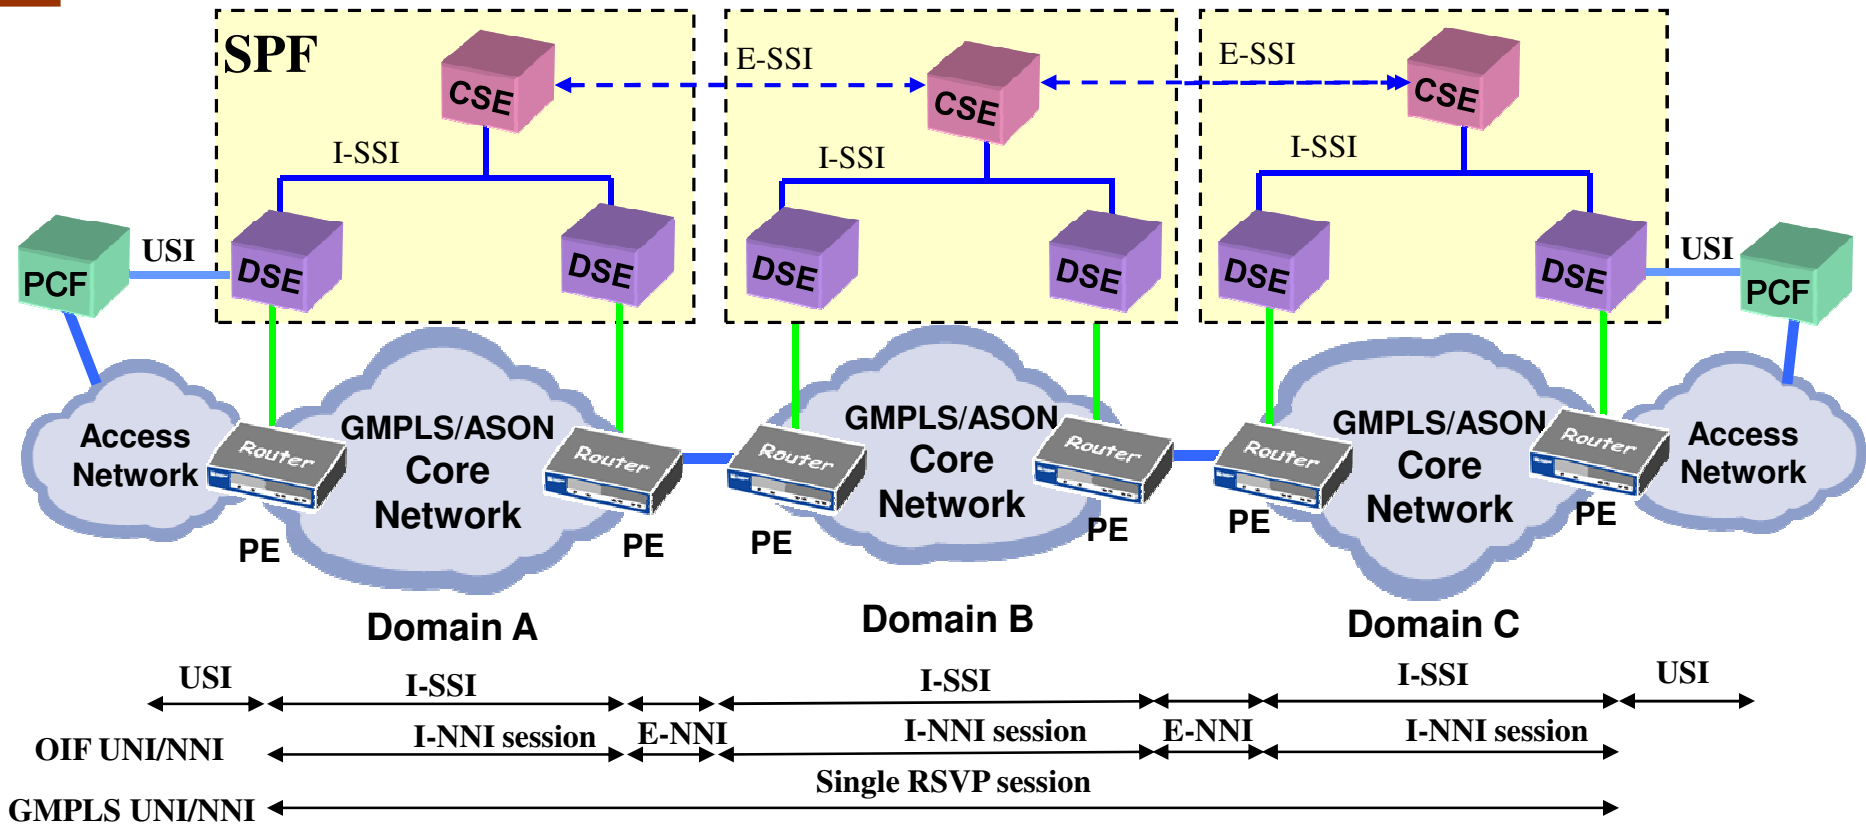 SPF
E-SSI
E-SSI
CSE
CSE
CSE
I-SSI
I-SSI
I-SSI
USI
USI
PCF
DSE
DSE
DSE
DSE
DSE
DSE
PCF
Access
Network
Router
GMPLS/ASON
Core
Network
Router
Router
GMPLS/ASON
Core
Network
Router
Router
GMPLS/ASON
Core
Network
Router
Access
Network
PE
PE
PE
PE
PE
PE
Domain A
Domain B
Domain C
USI
I-SSI
I-SSI
I-SSI
USI
OIF UNI/NNI
I-NNI session
E-NNI
I-NNI session
E-NNI
I-NNI session
Single RSVP session
GMPLS UNI/NNI